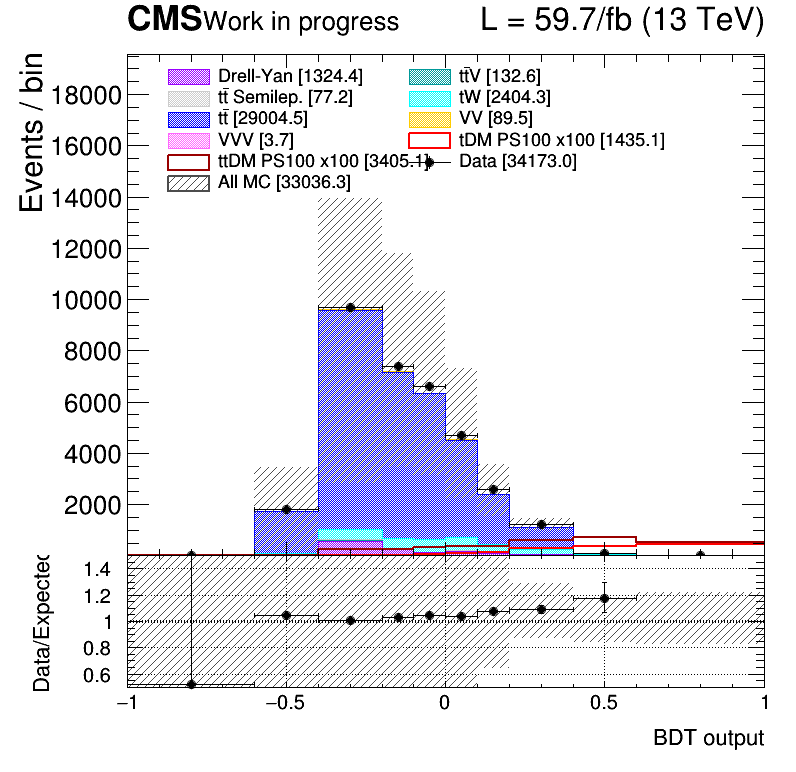 CMS Work in progress L = 59.7/fb (13 TeV)
Events / bin
Drell-Yan [1324.4] tt̄V [132.6]
tt̄ Semilep. [77.2] tW [2404.3]
tt̄ [29004.5] VV [89.5]
VVV [3.7] tDM PS100 x100 [1435.1]
ttDM PS100 x100 [3405.1] Data [34173.0]
All MC [33036.3]
18000
16000
14000
12000
10000
8000
6000
4000
2000
Data/Expected
1.4
1.2
1
0.8
0.6
−1 −0.5 0 0.5 1
BDT output